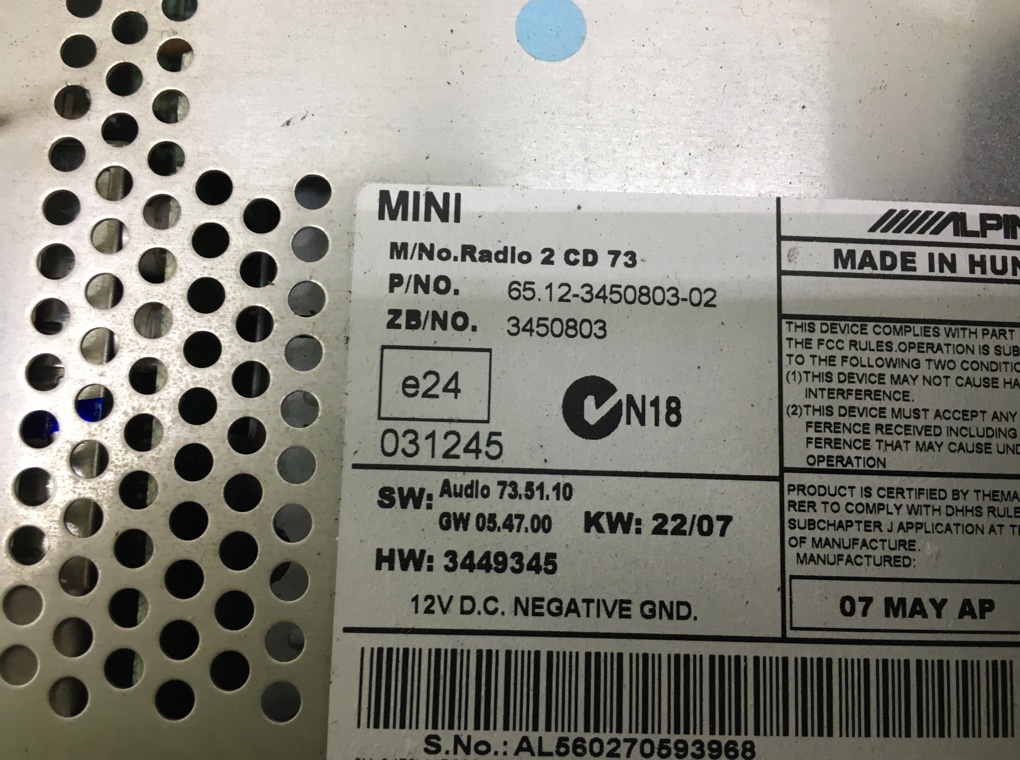 MINI
M/No.Radio 2 CD 73
P/NO. 65.12-3450803-02
ZB/NO. 3450803
e24
N18
031245
SW: Audio 73.51.10
GW 05.47.00 KW: 22/07
HW: 3449345
12V D.C. NEGATIVE GND.
S.No.: AL560270593968
ALPIN
MADE IN HUN
THIS DEVICE COMPLIES WITH PART
THE FCC RULES.OPERATION IS SUB
TO THE FOLLOWING TWO CONDITIO
(1)THIS DEVICE MAY NOT CAUSE HA
INTERFERENCE.
(2)THIS DEVICE MUST ACCEPT ANY
FERENCE RECEIVED INCLUDING
FERENCE THAT MAY CAUSE UND
OPERATION
PRODUCT IS CERTIFIED BY THEMA
RER TO COMPLY WITH DHHS RULE
SUBCHAPTER J APPLICATION AT T
OF MANUFACTURE.
MANUFACTURED:
07 MAY AP